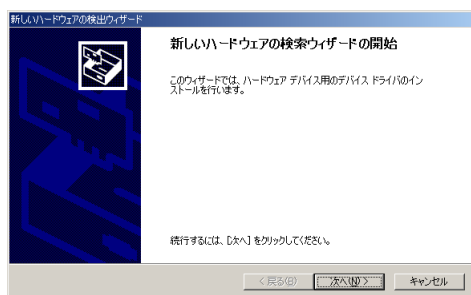 新しいハードウェアの検出ウィザード
新しいハードウェアの検索ウィザードの開始
このウィザードでは、ハードウェア デバイス用のデバイス ドライバのイン
ストールを行います。
続行するには、[次へ] をクリックしてください。
< 戻る(B)
次へ(N) >
キャンセル